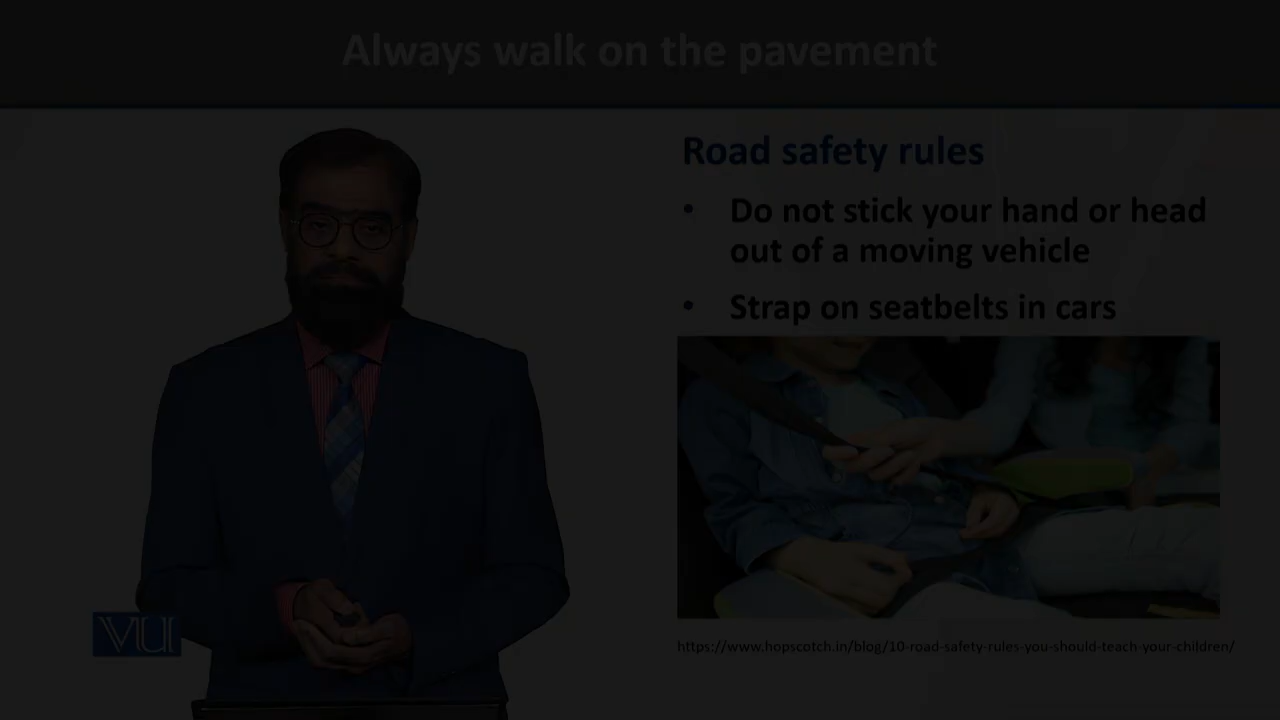 Always walk on the pavement
Road safety rules
• Do not stick your hand or head
out of a moving vehicle
• Strap on seatbelts in cars
VU
https://www.hopscotch.in/blog/10-road-safety-rules-you-should-teach-your-children/